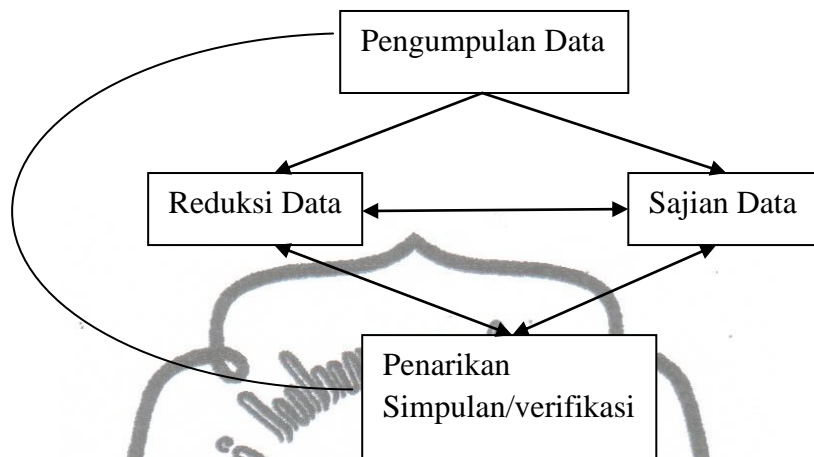 Pengumpulan Data
Reduksi Data
Sajian Data
Penarikan
Simpulan/verifikasi